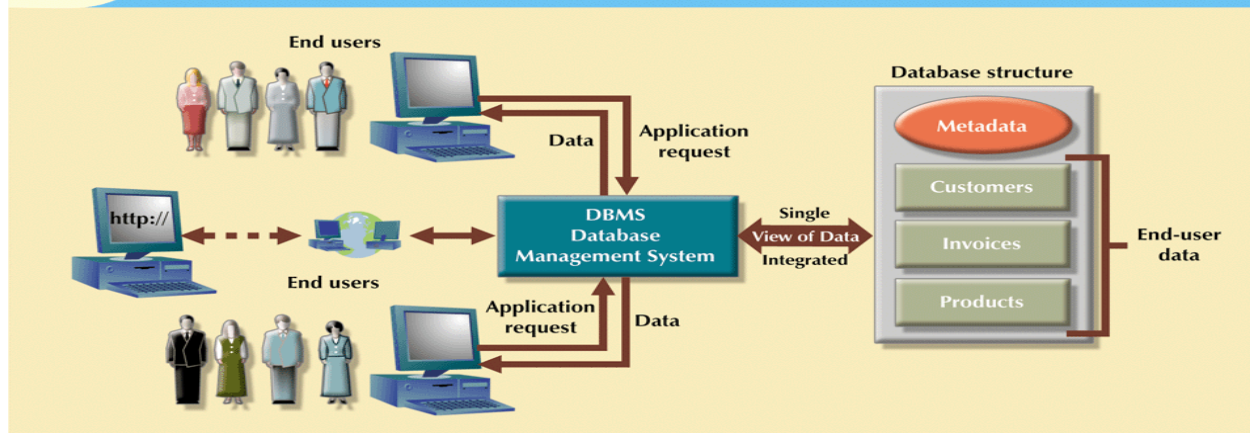 End users
Database structure
Metadata
Data
Application
request
Customers
http://
DBMS
Database
Management System
Single
View of Data
Integrated
Invoices
End-user
data
End users
Application
request
Data
Products